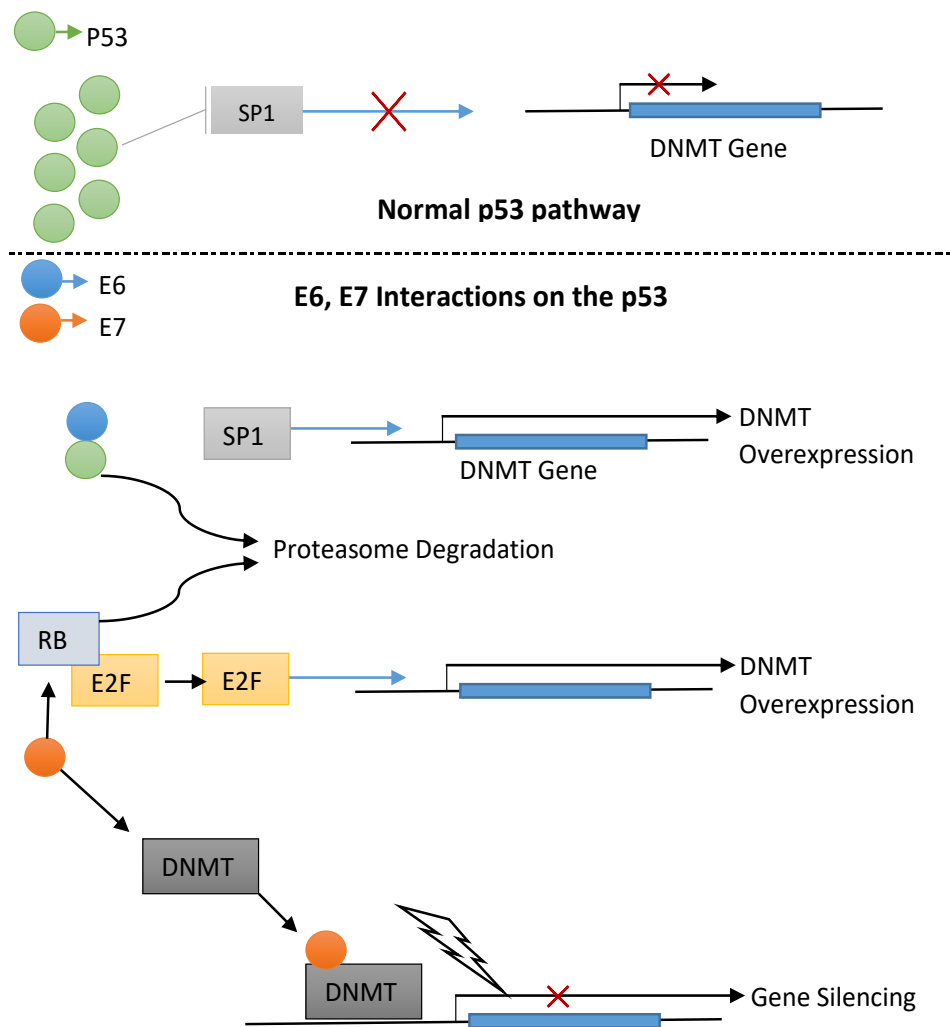 P53
SP1
DNMT Gene
Normal p53 pathway
E6
E6, E7 Interactions on the p53
E7
SP1
DNMT
Overexpression
DNMT Gene
Proteasome Degradation
RB
E2F
E2F
DNMT
Overexpression
DNMT
DNMT
Gene Silencing